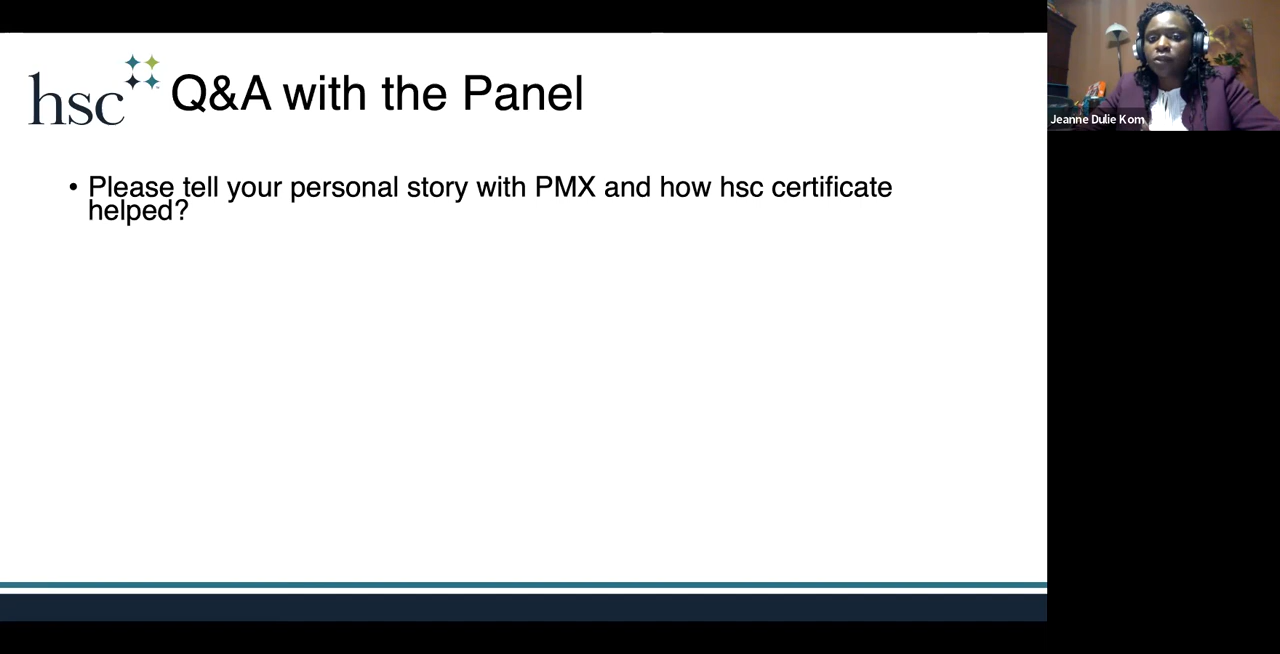 hsc
Q&A with the Panel
• Please tell your personal story with PMX and how hsc certificate
helped?
Jeanne Dulie Kom